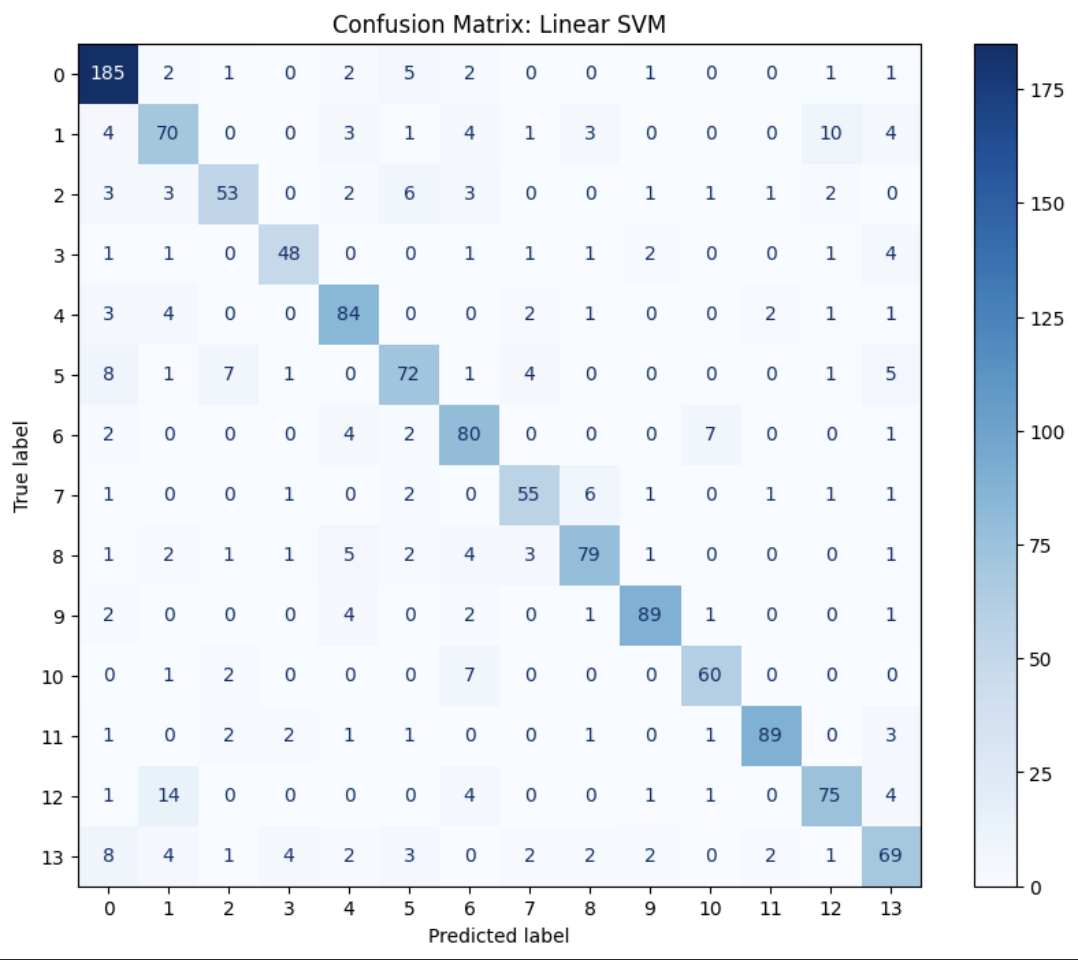 Confusion Matrix: Linear SVM
0 185 2 1 0 2 5 2 0 0 1 0 0 1 1
1 4 70 0 0 3 1 4 1 3 0 0 0 10 4
2 3 3 53 0 2 6 3 0 0 1 1 1 2 0
3 1 1 0 48 0 0 1 1 1 2 0 0 1 4
4 3 4 0 0 84 0 0 2 1 0 0 2 1 1
5 8 1 7 1 0 72 1 4 0 0 0 0 1 5
6 2 0 0 0 4 2 80 0 0 0 7 0 0 1
7 1 0 0 1 0 2 0 55 6 1 0 1 1 1
8 1 2 1 1 5 2 4 3 79 1 0 0 0 1
9 2 0 0 0 4 0 2 0 1 89 1 0 0 1
10 0 1 2 0 0 0 7 0 0 0 60 0 0 0
11 1 0 2 2 1 1 0 0 1 0 1 89 0 3
12 1 14 0 0 0 0 4 0 0 1 1 0 75 4
13 8 4 1 4 2 3 0 2 2 2 0 2 1 69
0 1 2 3 4 5 6 7 8 9 10 11 12 13
Predicted label
True label
175
150
125
100
75
50
25
0